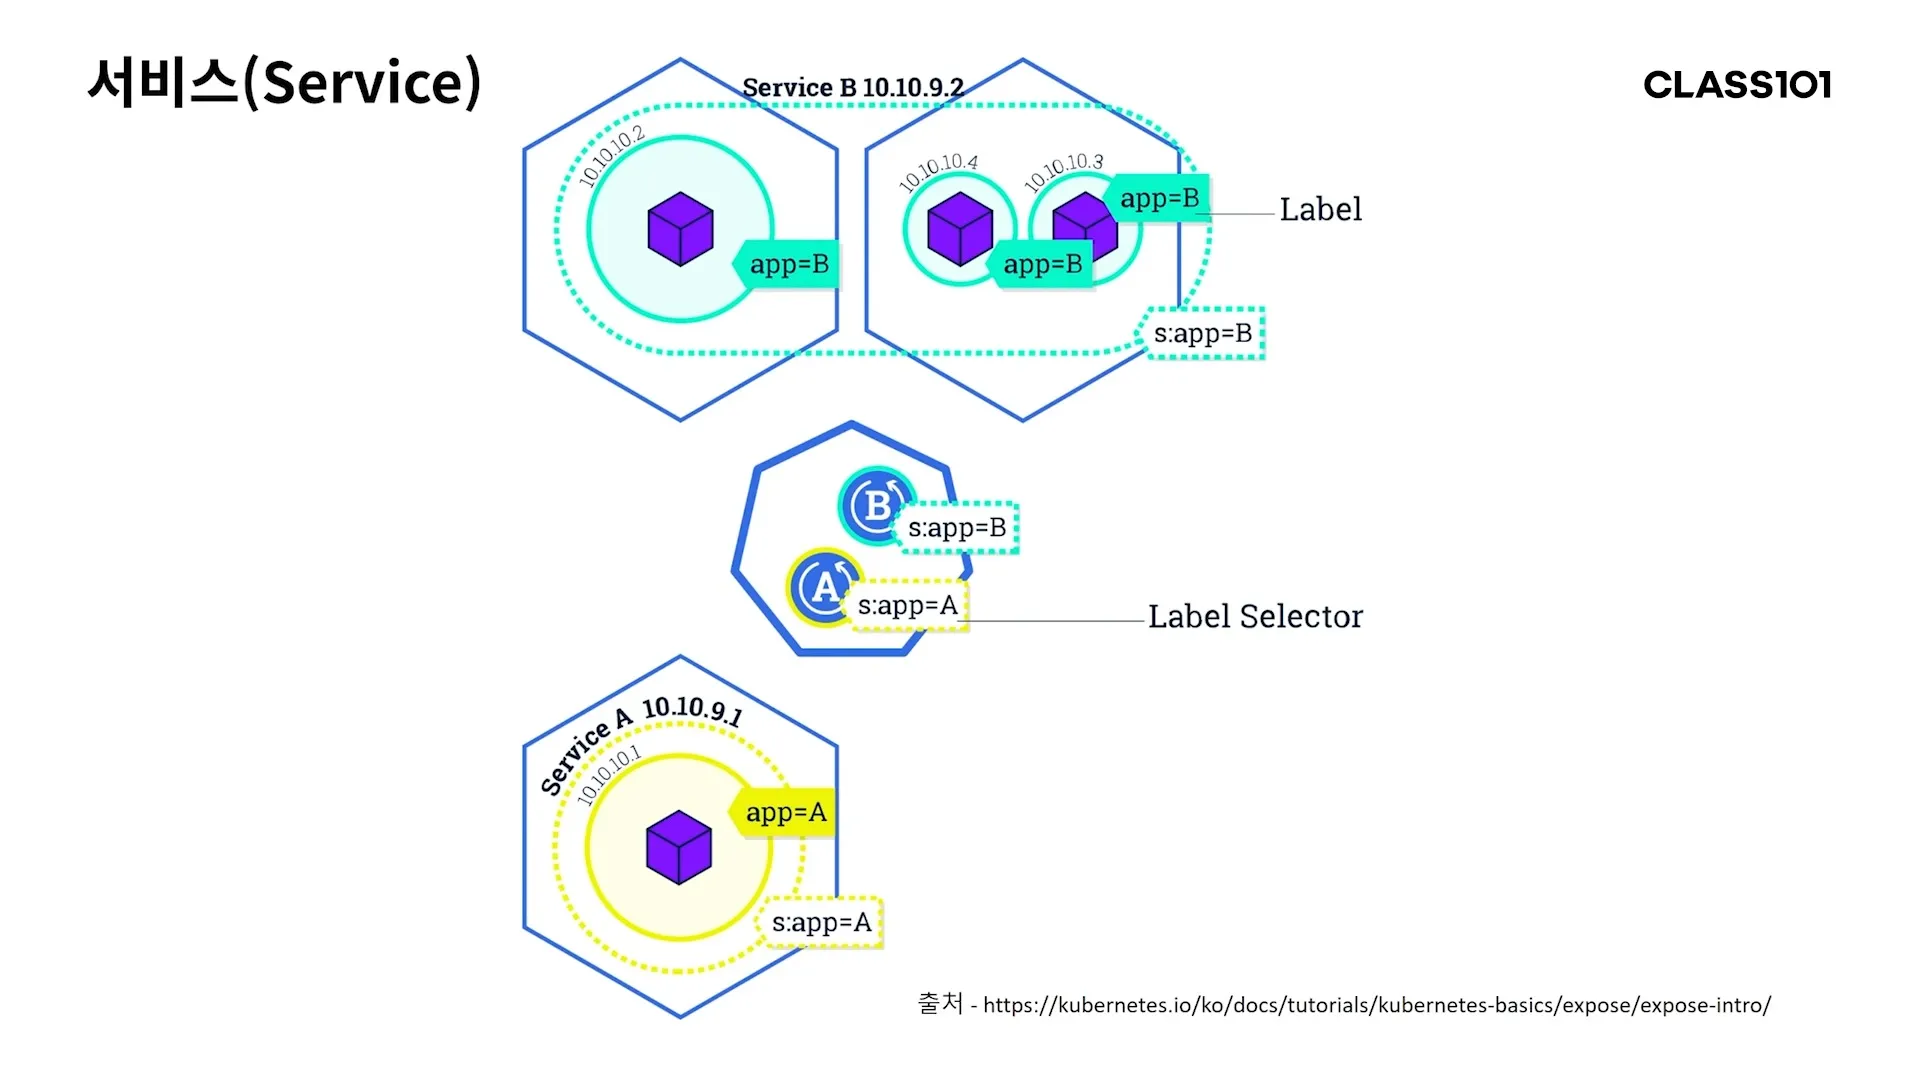 서비스(Service)
CLASS101
Service B 10.10.9.2
10.10.10.2
10.10.10.4
10.10.10.3
app=B
Label
app=B
app=B
s:app=B
B
s:app=B
A
s:app=A
Label Selector
Service A 10.10.9.1
10.10.10.1
app=A
s:app=A
출처 - https://kubernetes.io/ko/docs/tutorials/kubernetes-basics/expose/expose-intro/